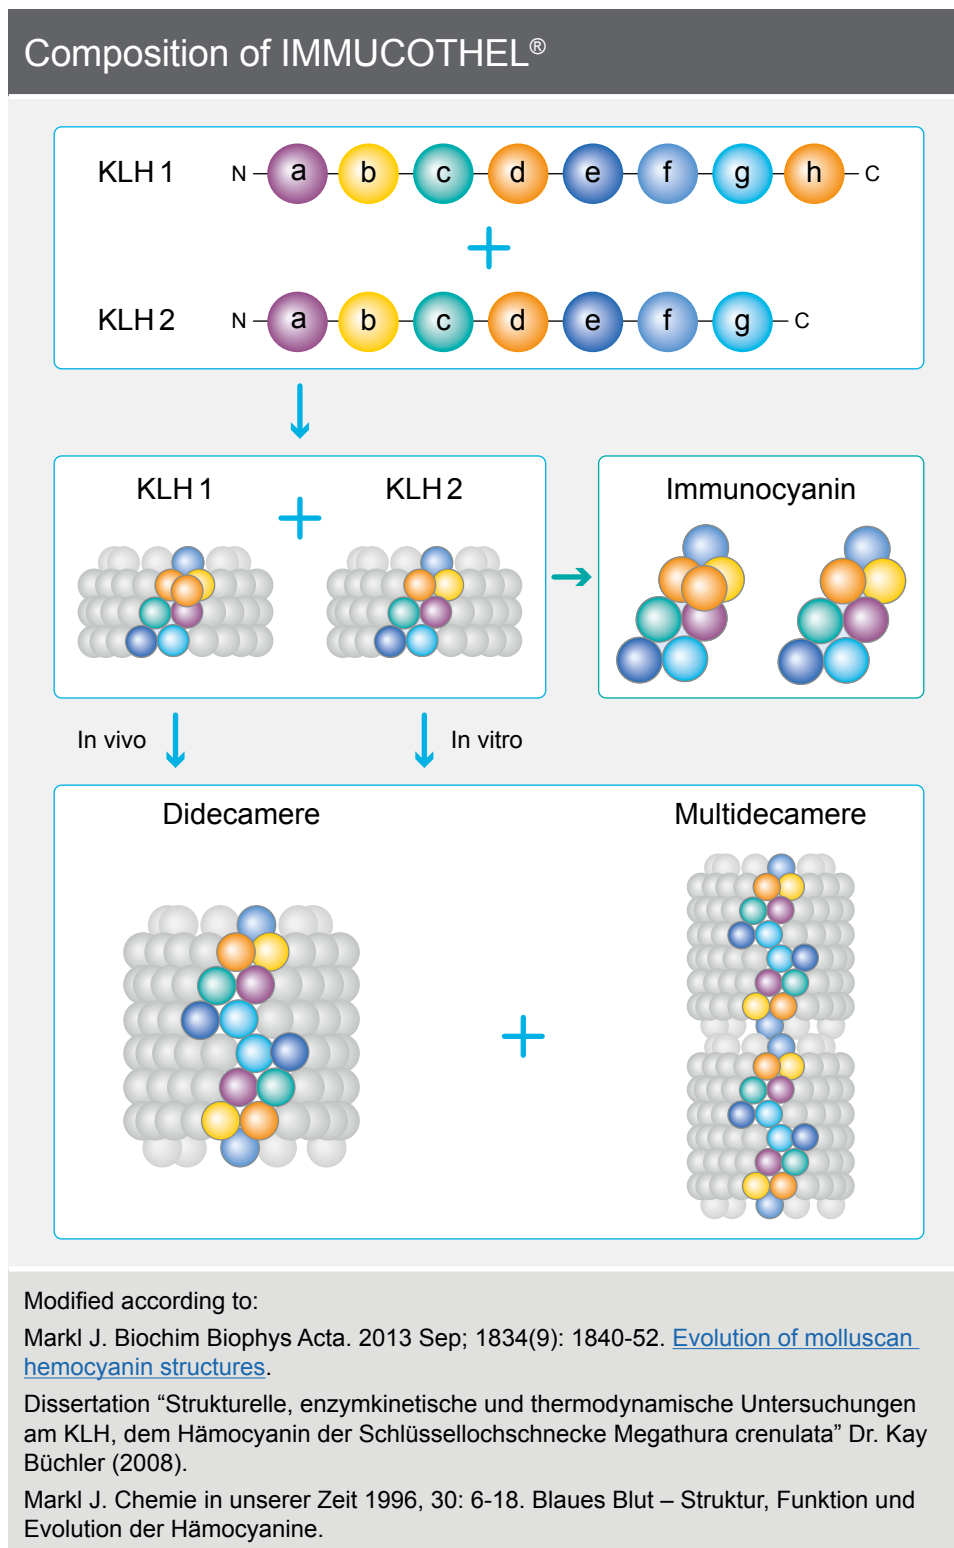 Composition of IMMUCOTHEL®
KLH 1 N a b c d e f g h C
KLH 2 N a b c d e f g C
KLH 1 KLH 2 Immunocyanin
In vivo In vitro
Didecamere Multidecamere
Modified according to:
Markl J. Biochim Biophys Acta. 2013 Sep; 1834(9): 1840-52. Evolution of molluscan
hemocyanin structures.
Dissertation “Strukturelle, enzymkinetische und thermodynamische Untersuchungen
am KLH, dem Hämocyanin der Schlüssellochschnecke Megathura crenulata” Dr. Kay
Büchler (2008).
Markl J. Chemie in unserer Zeit 1996, 30: 6-18. Blaues Blut – Struktur, Funktion und
Evolution der Hämocyanine.